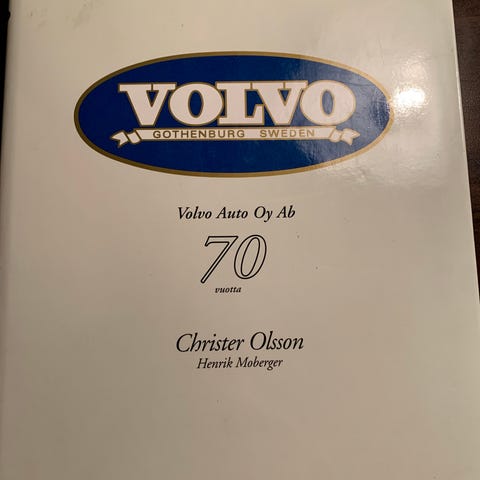 VOLVO
GOTHENBURG SWEDEN
Volvo Auto Oy Ab
70
vuotta
Christer Olsson
Henrik Moberger